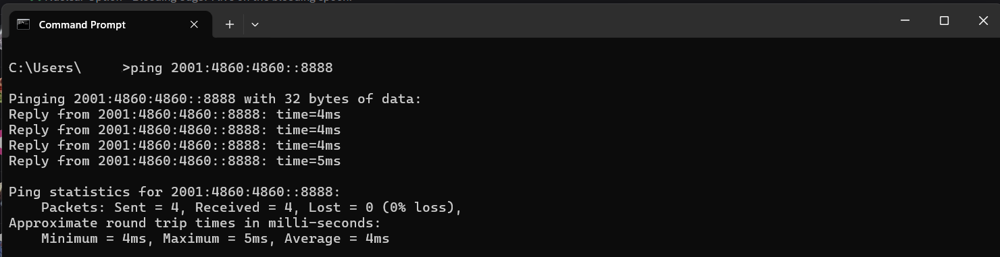 Command Prompt
C:\Users\ >ping 2001:4860:4860::8888
Pinging 2001:4860:4860::8888 with 32 bytes of data:
Reply from 2001:4860:4860::8888: time=4ms
Reply from 2001:4860:4860::8888: time=4ms
Reply from 2001:4860:4860::8888: time=4ms
Reply from 2001:4860:4860::8888: time=5ms
Ping statistics for 2001:4860:4860::8888:
Packets: Sent = 4, Received = 4, Lost = 0 (0% loss),
Approximate round trip times in milli-seconds:
Minimum = 4ms, Maximum = 5ms, Average = 4ms